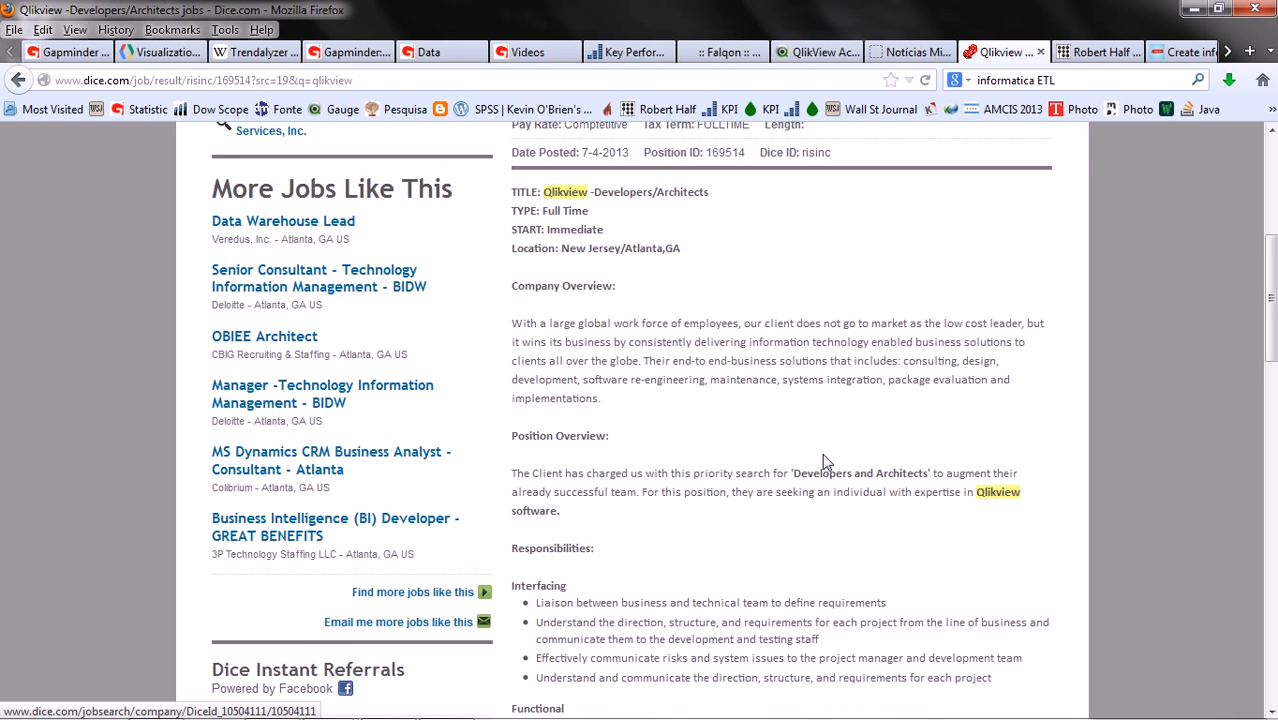 Qlikview -Developers/Architects jobs - Dice.com - Mozilla Firefox
File Edit View History Bookmarks Tools Help
Gapminder ... Visualizatio... Trendalyzer ... Gapminder: ... Data Videos Key Perfor... :: Falqon :: ... QlikView Ac... Notícias Mi... Qlikview ... × Robert Half ... Create info
www.dice.com/job/result/risinc/169514?src=19&q=qlikview informatica ETL
Most Visited Statistic Dow Scope Fonte Gauge Pesquisa SPSS | Kevin O'Brien's ... Robert Half KPI KPI Wall St Journal AMCIS 2013 Photo Photo Java »
Services, Inc.
Pay Rate: Competetitive Tax Term: FULLTIME Length:
Date Posted: 7-4-2013 Position ID: 169514 Dice ID: risinc
More Jobs Like This
Data Warehouse Lead
Veredus, Inc. - Atlanta, GA US
Senior Consultant - Technology
Information Management - BIDW
Deloitte - Atlanta, GA US
OBIEE Architect
CBIG Recruiting & Staffing - Atlanta, GA US
Manager -Technology Information
Management - BIDW
Deloitte - Atlanta, GA US
MS Dynamics CRM Business Analyst -
Consultant - Atlanta
Colibrium - Atlanta, GA US
Business Intelligence (BI) Developer -
GREAT BENEFITS
3P Technology Staffing LLC - Atlanta, GA US
Find more jobs like this
Email me more jobs like this
Dice Instant Referrals
Powered by Facebook
TITLE: Qlikview -Developers/Architects
TYPE: Full Time
START: Immediate
Location: New Jersey/Atlanta,GA
Company Overview:
With a large global work force of employees, our client does not go to market as the low cost leader, but
it wins its business by consistently delivering information technology enabled business solutions to
clients all over the globe. Their end-to end-business solutions that includes: consulting, design,
development, software re-engineering, maintenance, systems integration, package evaluation and
implementations.
Position Overview:
The Client has charged us with this priority search for 'Developers and Architects' to augment their
already successful team. For this position, they are seeking an individual with expertise in Qlikview
software.
Responsibilities:
Interfacing
• Liaison between business and technical team to define requirements
• Understand the direction, structure, and requirements for each project from the line of business and
communicate them to the development and testing staff
• Effectively communicate risks and system issues to the project manager and development team
• Understand and communicate the direction, structure, and requirements for each project
Functional
www.dice.com/jobsearch/company/DiceId_10504111/10504111